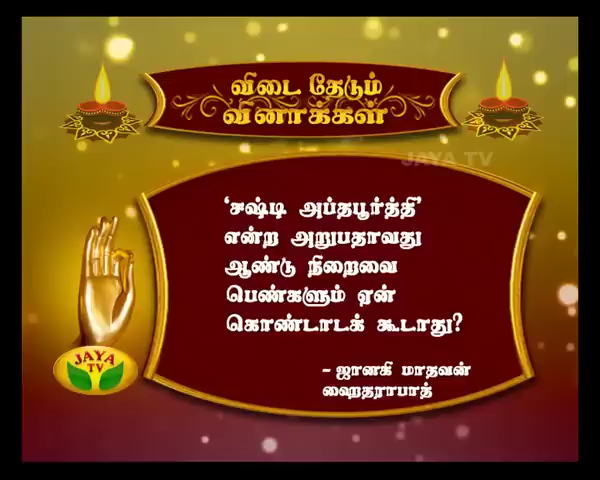 விடை தேடும்
வினாக்கள்
JAYA TV
‘சஷ்டி அப்தபூர்த்தி’
என்ற அறுபதாவது
ஆண்டு நிறைவை
பெண்களும் ஏன்
கொண்டாடக் கூடாது?
– ஜானகி மாதவன்
ஹைதராபாத்
JAYA
TV